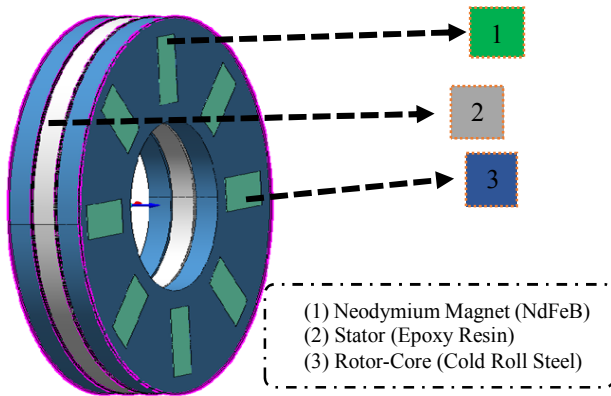 1
2
3
(1) Neodymium Magnet (NdFeB)
(2) Stator (Epoxy Resin)
(3) Rotor-Core (Cold Roll Steel)